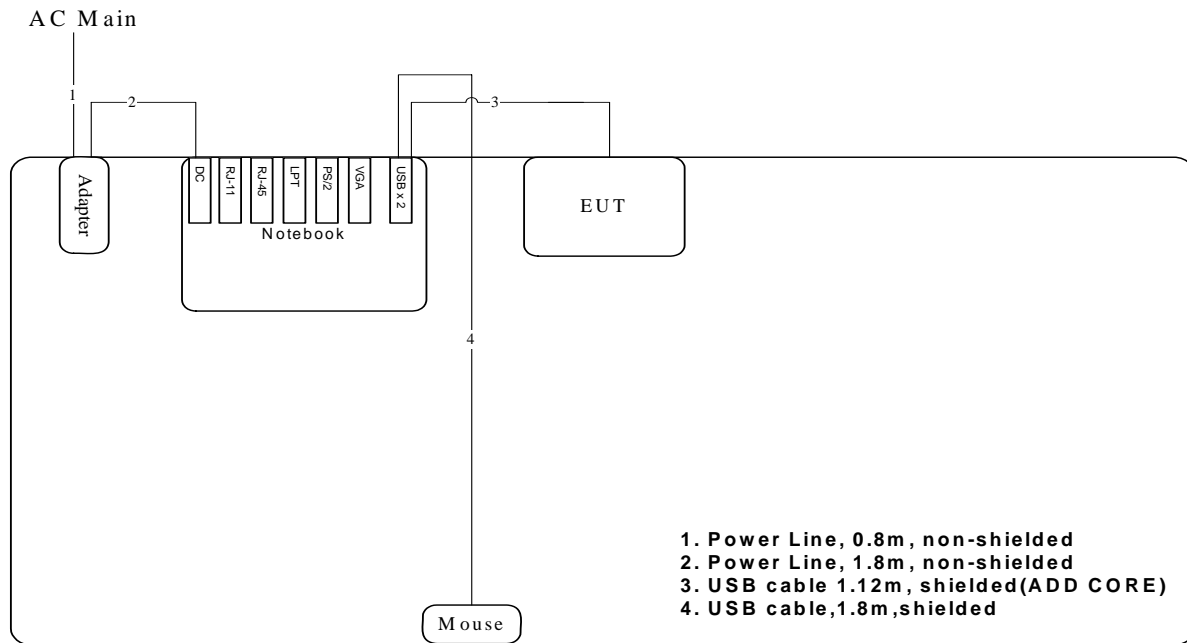 AC Main
1
2
3
Adapter
DC
RJ-11
RJ-45
LPT
PS/2
VGA
USB x 2
Notebook
EUT
4
1. Power Line, 0.8m, non-shielded
2. Power Line, 1.8m, non-shielded
3. USB cable 1.12m, shielded(ADD CORE)
4. USB cable,1.8m,shielded
Mouse